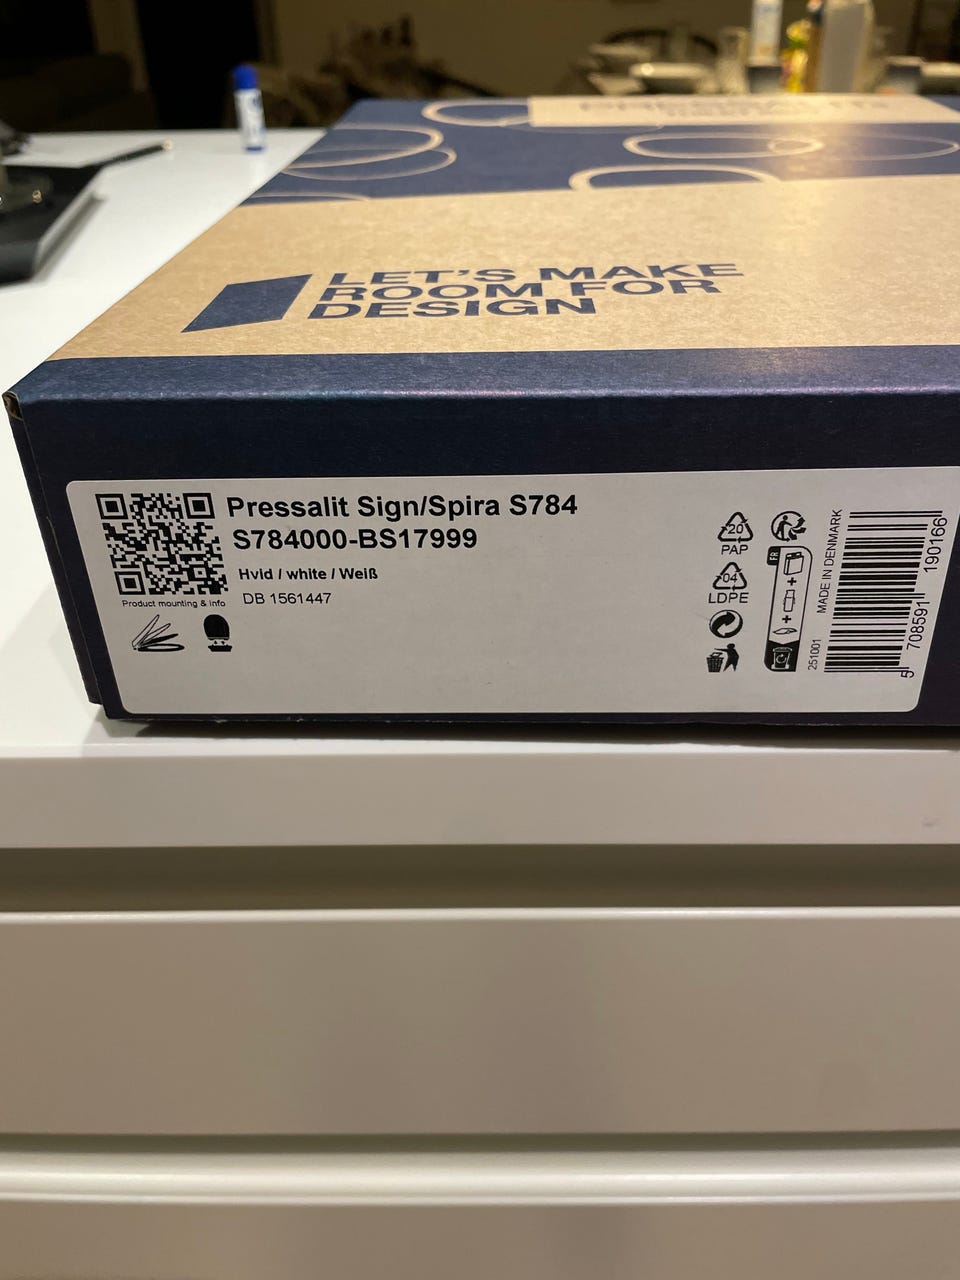 LET'S MAKE
ROOM FOR
DESIGN
Pressalit Sign/Spira S784
S784000-BS17999
Hvid / white / Weiß
DB 1561447
Product mounting & info
20
PAP
04
LDPE
FR
+
+
251001
MADE IN DENMARK
5 708591 190166